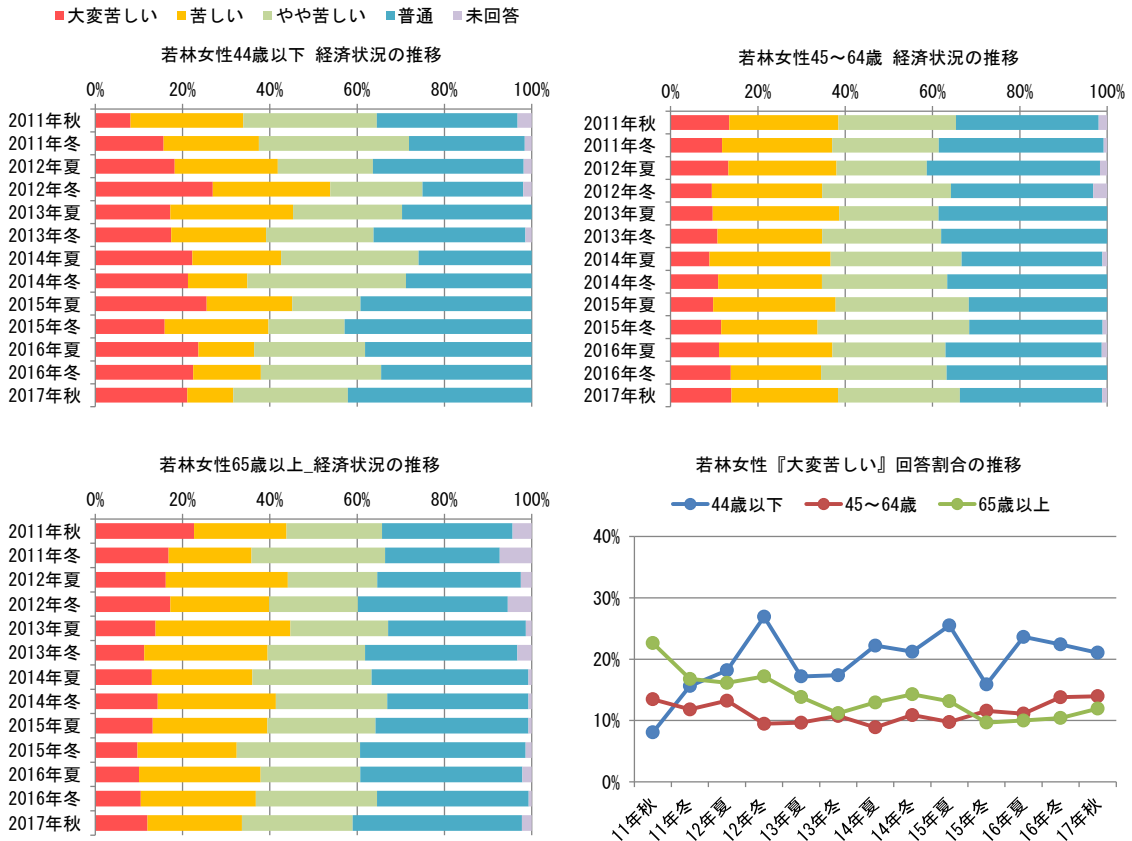 大変苦しい 苦しい やや苦しい 普通 未回答
若林女性44歳以下 経済状況の推移
0% 20% 40% 60% 80% 100%
2011年秋
2011年冬
2012年夏
2012年冬
2013年夏
2013年冬
2014年夏
2014年冬
2015年夏
2015年冬
2016年夏
2016年冬
2017年秋
若林女性45～64歳 経済状況の推移
0% 20% 40% 60% 80% 100%
2011年秋
2011年冬
2012年夏
2012年冬
2013年夏
2013年冬
2014年夏
2014年冬
2015年夏
2015年冬
2016年夏
2016年冬
2017年秋
若林女性65歳以上_経済状況の推移
0% 20% 40% 60% 80% 100%
2011年秋
2011年冬
2012年夏
2012年冬
2013年夏
2013年冬
2014年夏
2014年冬
2015年夏
2015年冬
2016年夏
2016年冬
2017年秋
若林女性『大変苦しい』回答割合の推移
44歳以下 45～64歳 65歳以上
40%
30%
20%
10%
0%
11年秋 11年冬 12年夏 12年冬 13年夏 13年冬 14年夏 14年冬 15年夏 15年冬 16年夏 16年冬 17年秋